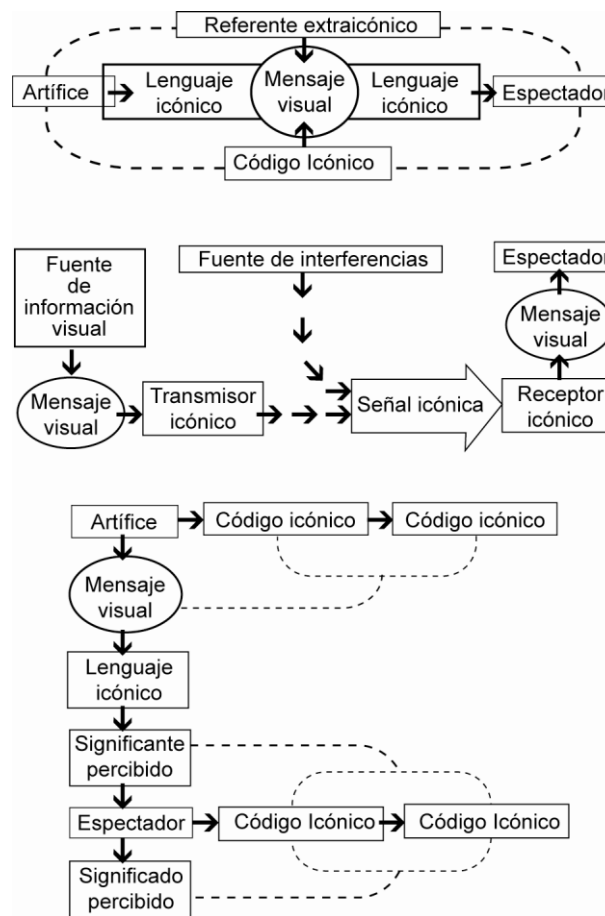 Referente extraicónico
Artífice
Lenguaje
icónico
Mensaje
visual
Lenguaje
icónico
Espectador
Código Icónico
Fuente
de
información
visual
Fuente de interferencias
Espectador
Mensaje
visual
Mensaje
visual
Transmisor
icónico
Señal icónica
Receptor
icónico
Artífice
Código icónico
Código icónico
Mensaje
visual
Lenguaje
icónico
Significante
percibido
Espectador
Código Icónico
Código Icónico
Significado
percibido